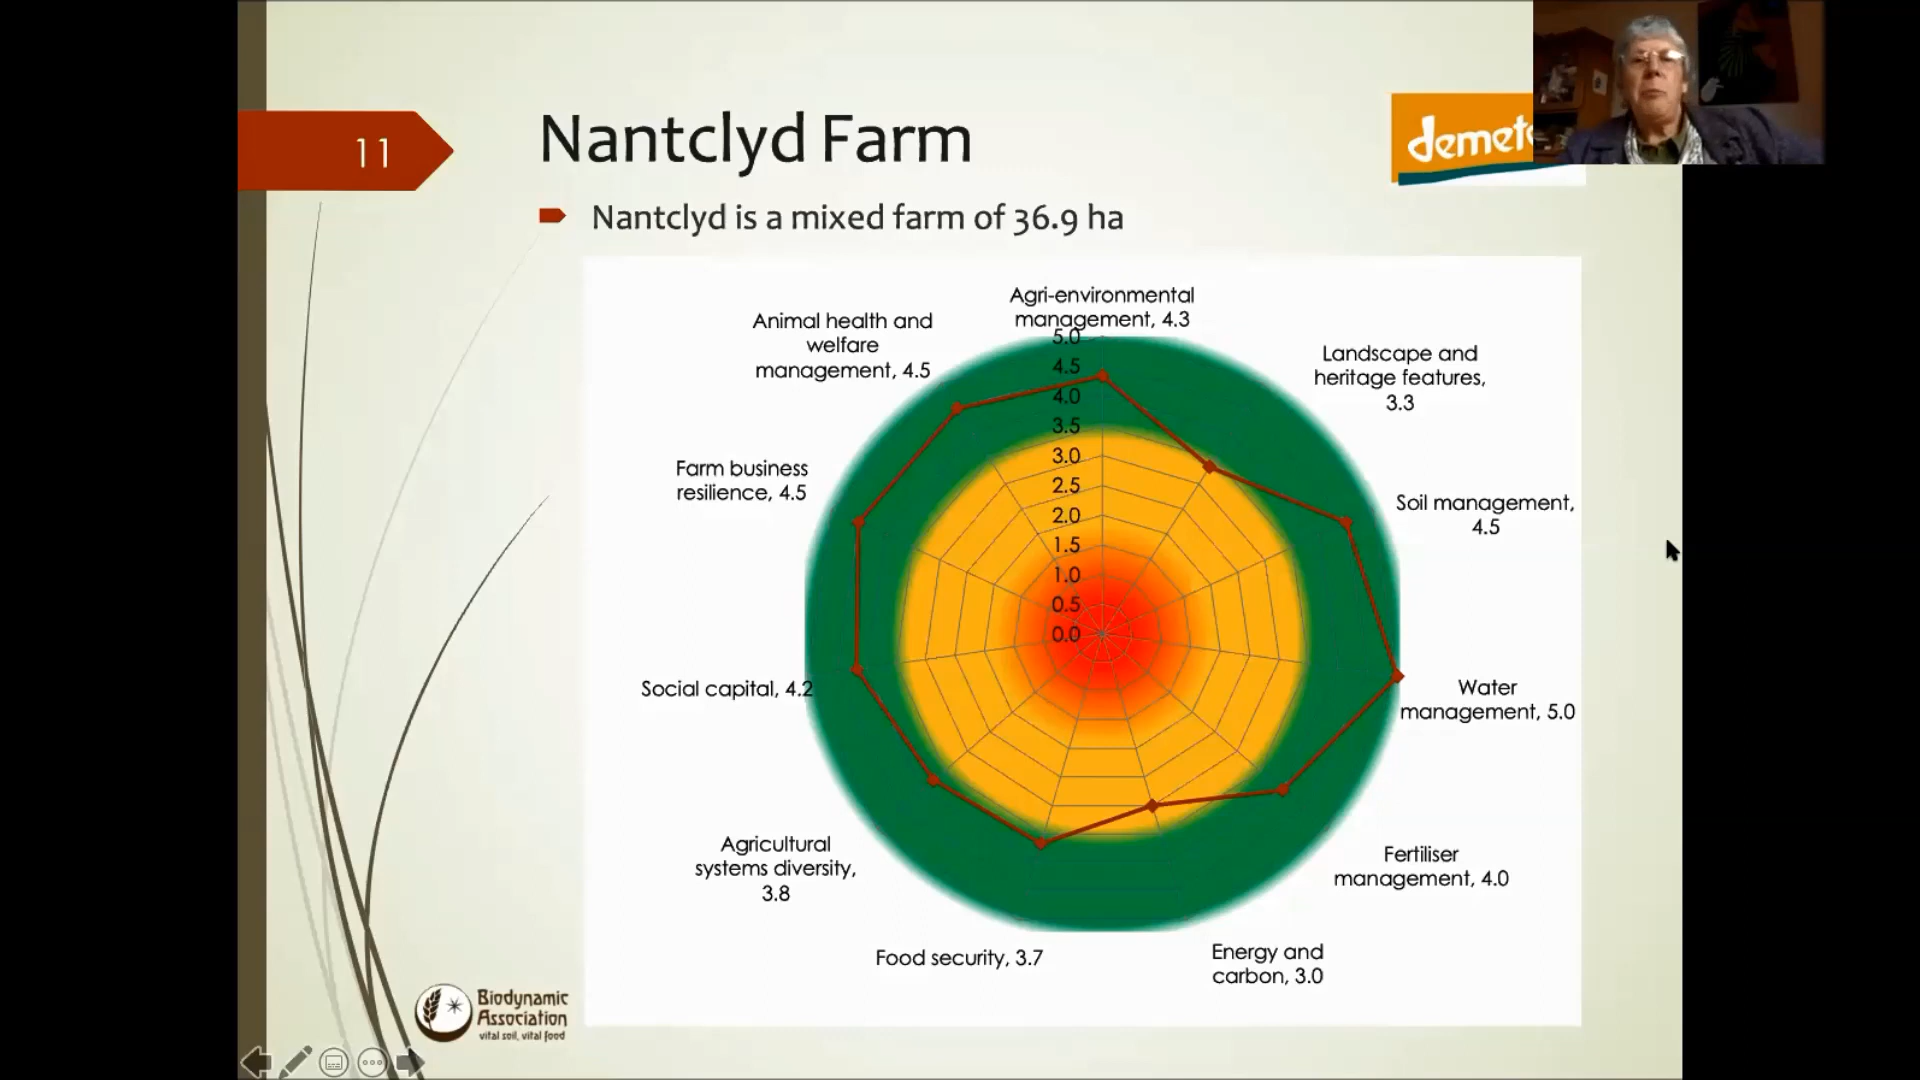 11
Nantclyd Farm
demet
Nantclyd is a mixed farm of 36.9 ha
Agri-environmental
management, 4.3
Landscape and
heritage features,
3.3
Soil management,
4.5
Water
management, 5.0
Fertiliser
management, 4.0
Energy and
carbon, 3.0
Food security, 3.7
Agricultural
systems diversity,
3.8
Social capital, 4.2
Farm business
resilience, 4.5
Animal health and
welfare
management, 4.5
5.0
4.5
4.0
3.5
3.0
2.5
2.0
1.5
1.0
0.5
0.0
Biodynamic
Association
vital soil, vital food